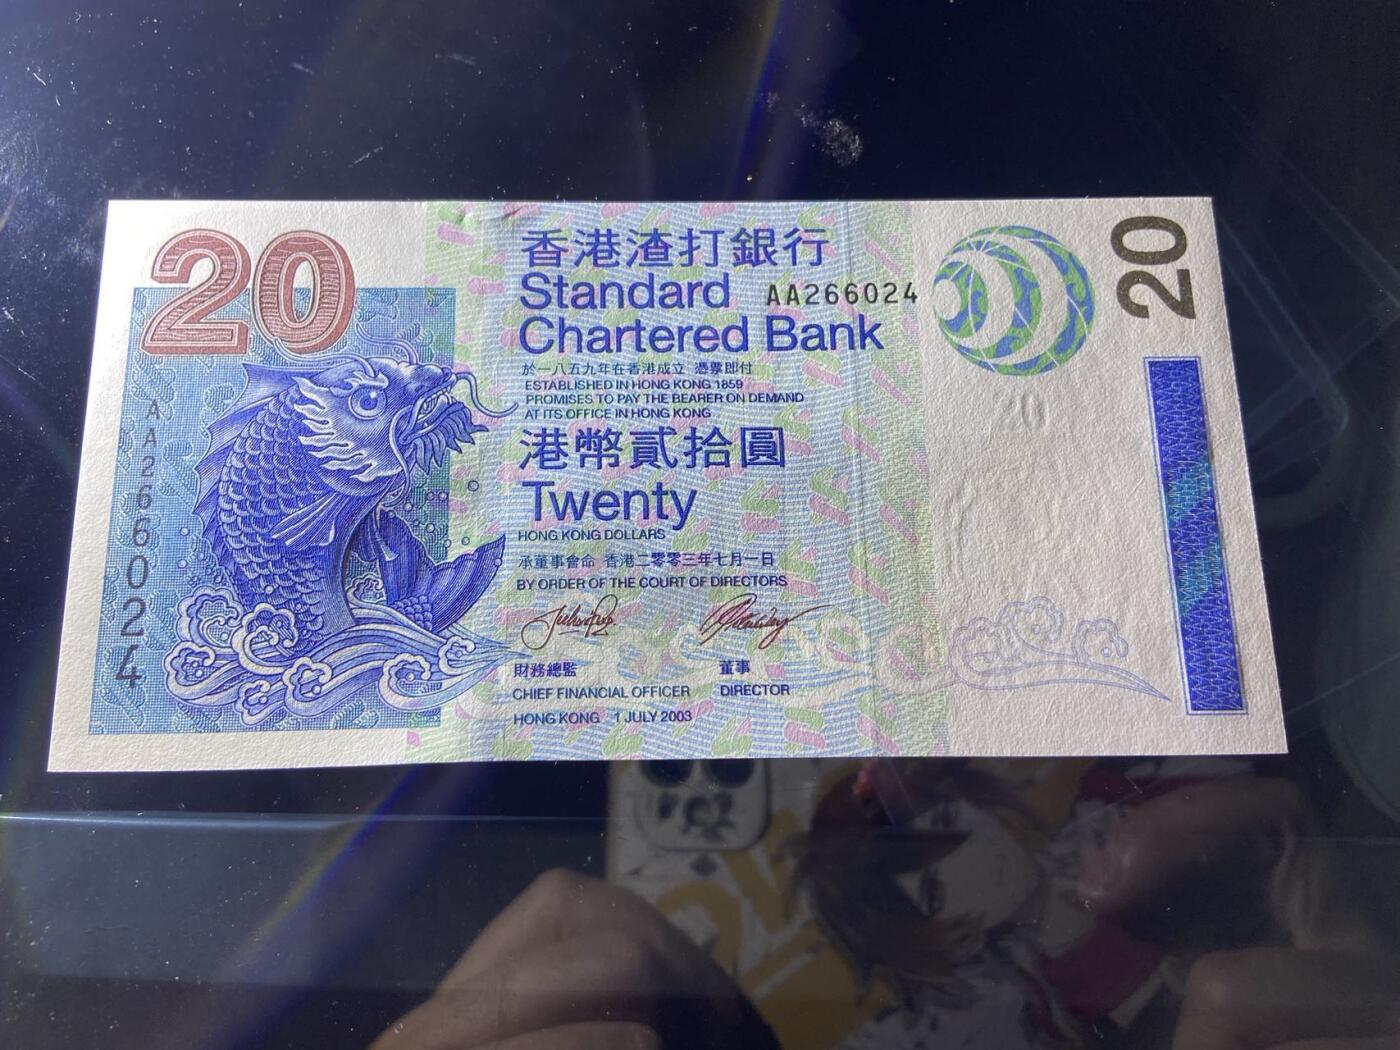 20
香港渣打銀行
Standard
AA266024
Chartered Bank
於一八五九年在香港成立 憑票即付
ESTABLISHED IN HONG KONG 1859
PROMISES TO PAY THE BEARER ON DEMAND
AT ITS OFFICE IN HONG KONG
港幣貳拾圓
Twenty
HONG KONG DOLLARS
承董事會命 香港二零零三年七月一日
BY ORDER OF THE COURT OF DIRECTORS
財務總監
董事
CHIEF FINANCIAL OFFICER
DIRECTOR
HONG KONG 1 JULY 2003
AA266024
20
20